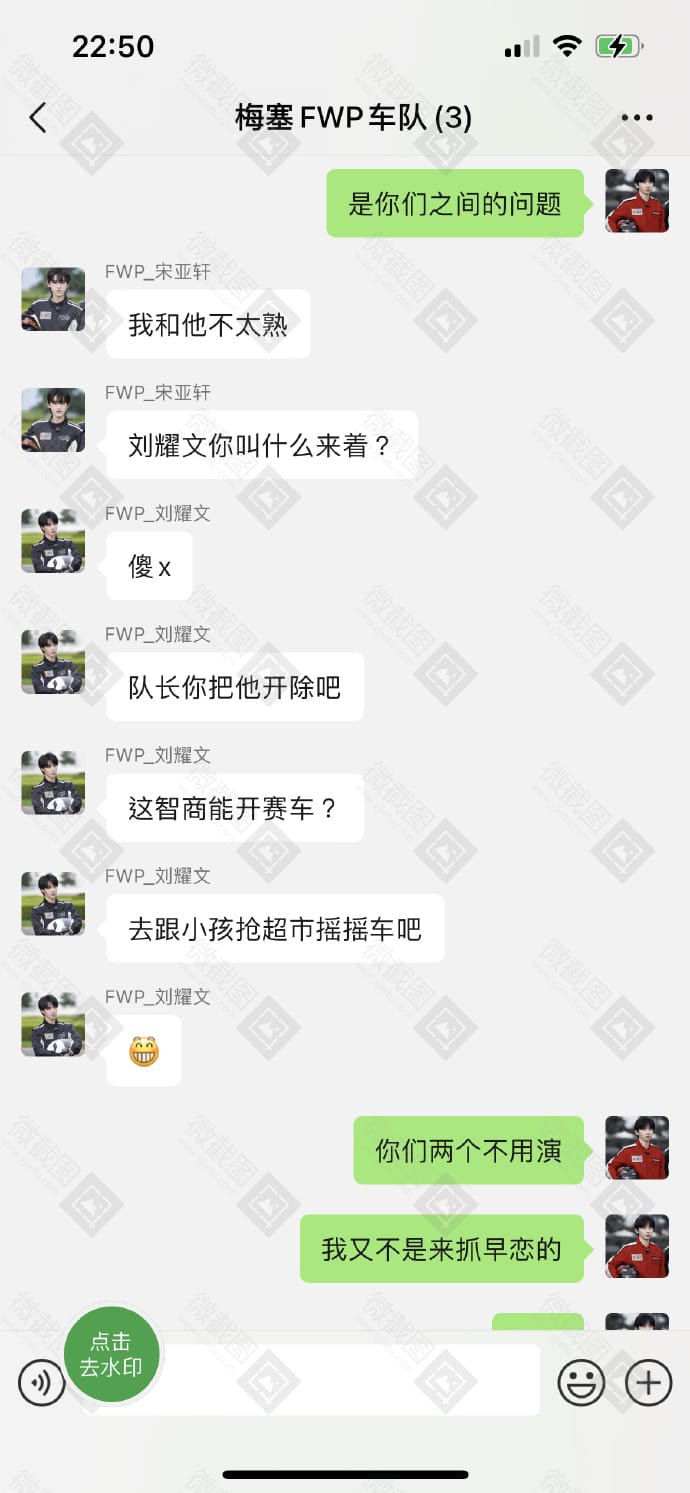 22:50
梅塞FWP车队(3)
是你们之间的问题
FWP_宋亚轩
我和他不太熟
FWP_宋亚轩
刘耀文你叫什么来着？
FWP_刘耀文
傻x
FWP_刘耀文
队长你把他开除吧
FWP_刘耀文
这智商能开赛车？
FWP_刘耀文
去跟小孩抢超市摇摇车吧
FWP_刘耀文
你们两个不用演
我又不是来抓早恋的
点击
去水印
微截图